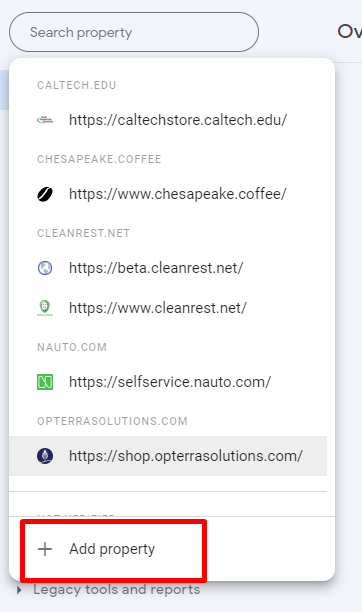 Search property
Ov
CALTECH.EDU
https://caltechstore.caltech.edu/
CHESAPEAKE.COFFEE
https://www.chesapeake.coffee/
CLEANREST.NET
https://beta.cleanrest.net/
https://www.cleanrest.net/
NAUTO.COM
https://selfservice.nauto.com/
OPTERRASOLUTIONS.COM
https://shop.opterrasolutions.com/
NOT VERIFIED
Add property
Legacy tools and reports